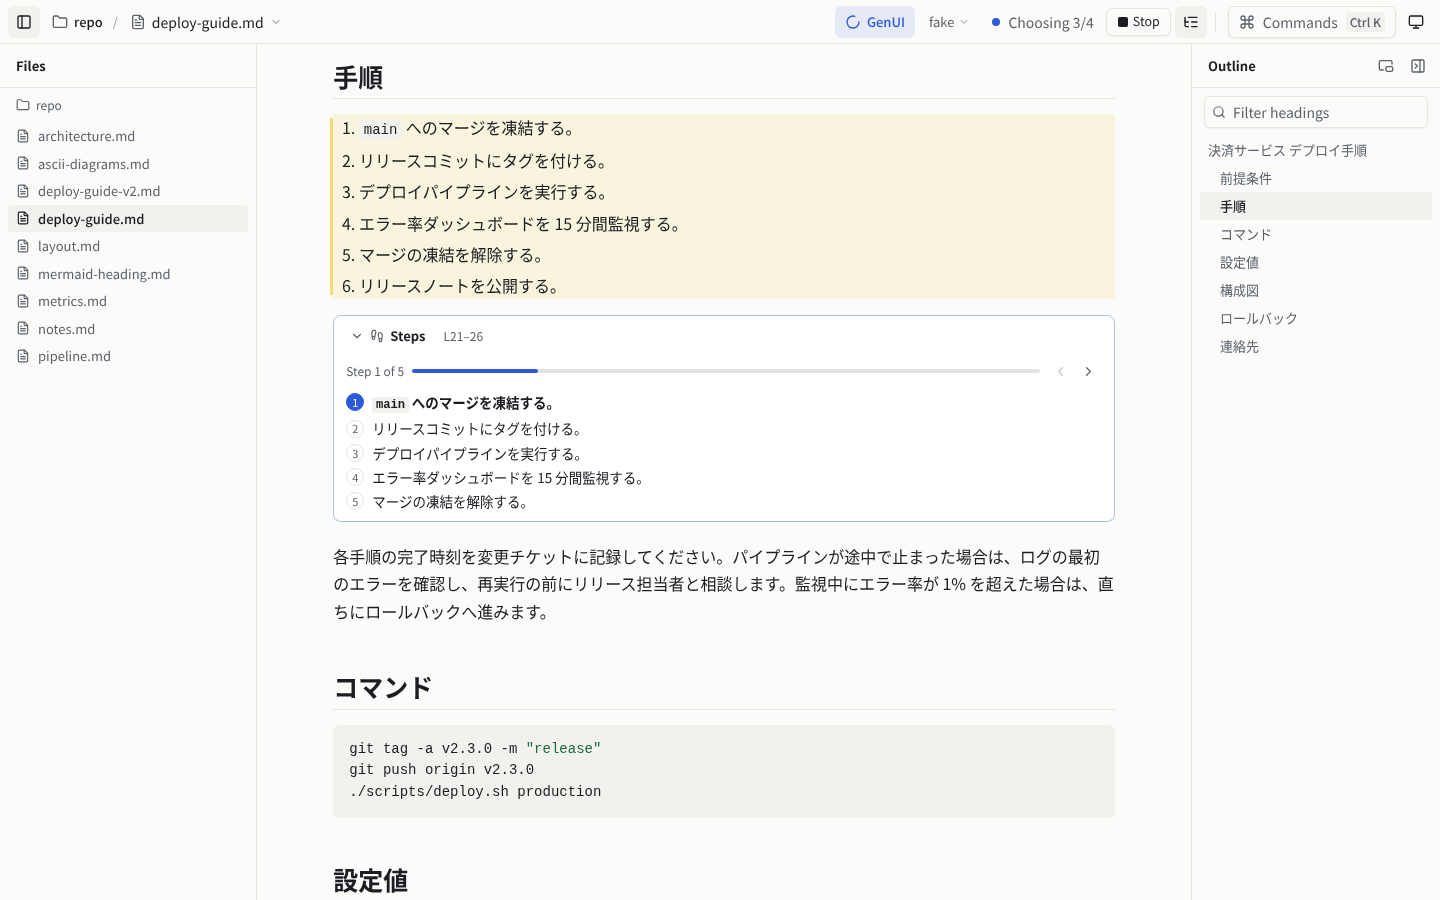 repo / deploy-guide.md
GenUI
fake
Choosing 3/4
Stop
Commands Ctrl K
Files
repo
architecture.md
ascii-diagrams.md
deploy-guide-v2.md
deploy-guide.md
layout.md
mermaid-heading.md
metrics.md
notes.md
pipeline.md
手順
1. main へのマージを凍結する。
2. リリースコミットにタグを付ける。
3. デプロイパイプラインを実行する。
4. エラー率ダッシュボードを 15 分間監視する。
5. マージの凍結を解除する。
6. リリースノートを公開する。
Steps L21–26
Step 1 of 5
1 main へのマージを凍結する。
2 リリースコミットにタグを付ける。
3 デプロイパイプラインを実行する。
4 エラー率ダッシュボードを 15 分間監視する。
5 マージの凍結を解除する。
各手順の完了時刻を変更チケットに記録してください。パイプラインが途中で止まった場合は、ログの最初
のエラーを確認し、再実行の前にリリース担当者と相談します。監視中にエラー率が 1% を超えた場合は、直
ちにロールバックへ進みます。
コマンド
git tag -a v2.3.0 -m "release"
git push origin v2.3.0
./scripts/deploy.sh production
設定値
Outline
Filter headings
決済サービス デプロイ手順
前提条件
手順
コマンド
設定値
構成図
ロールバック
連絡先